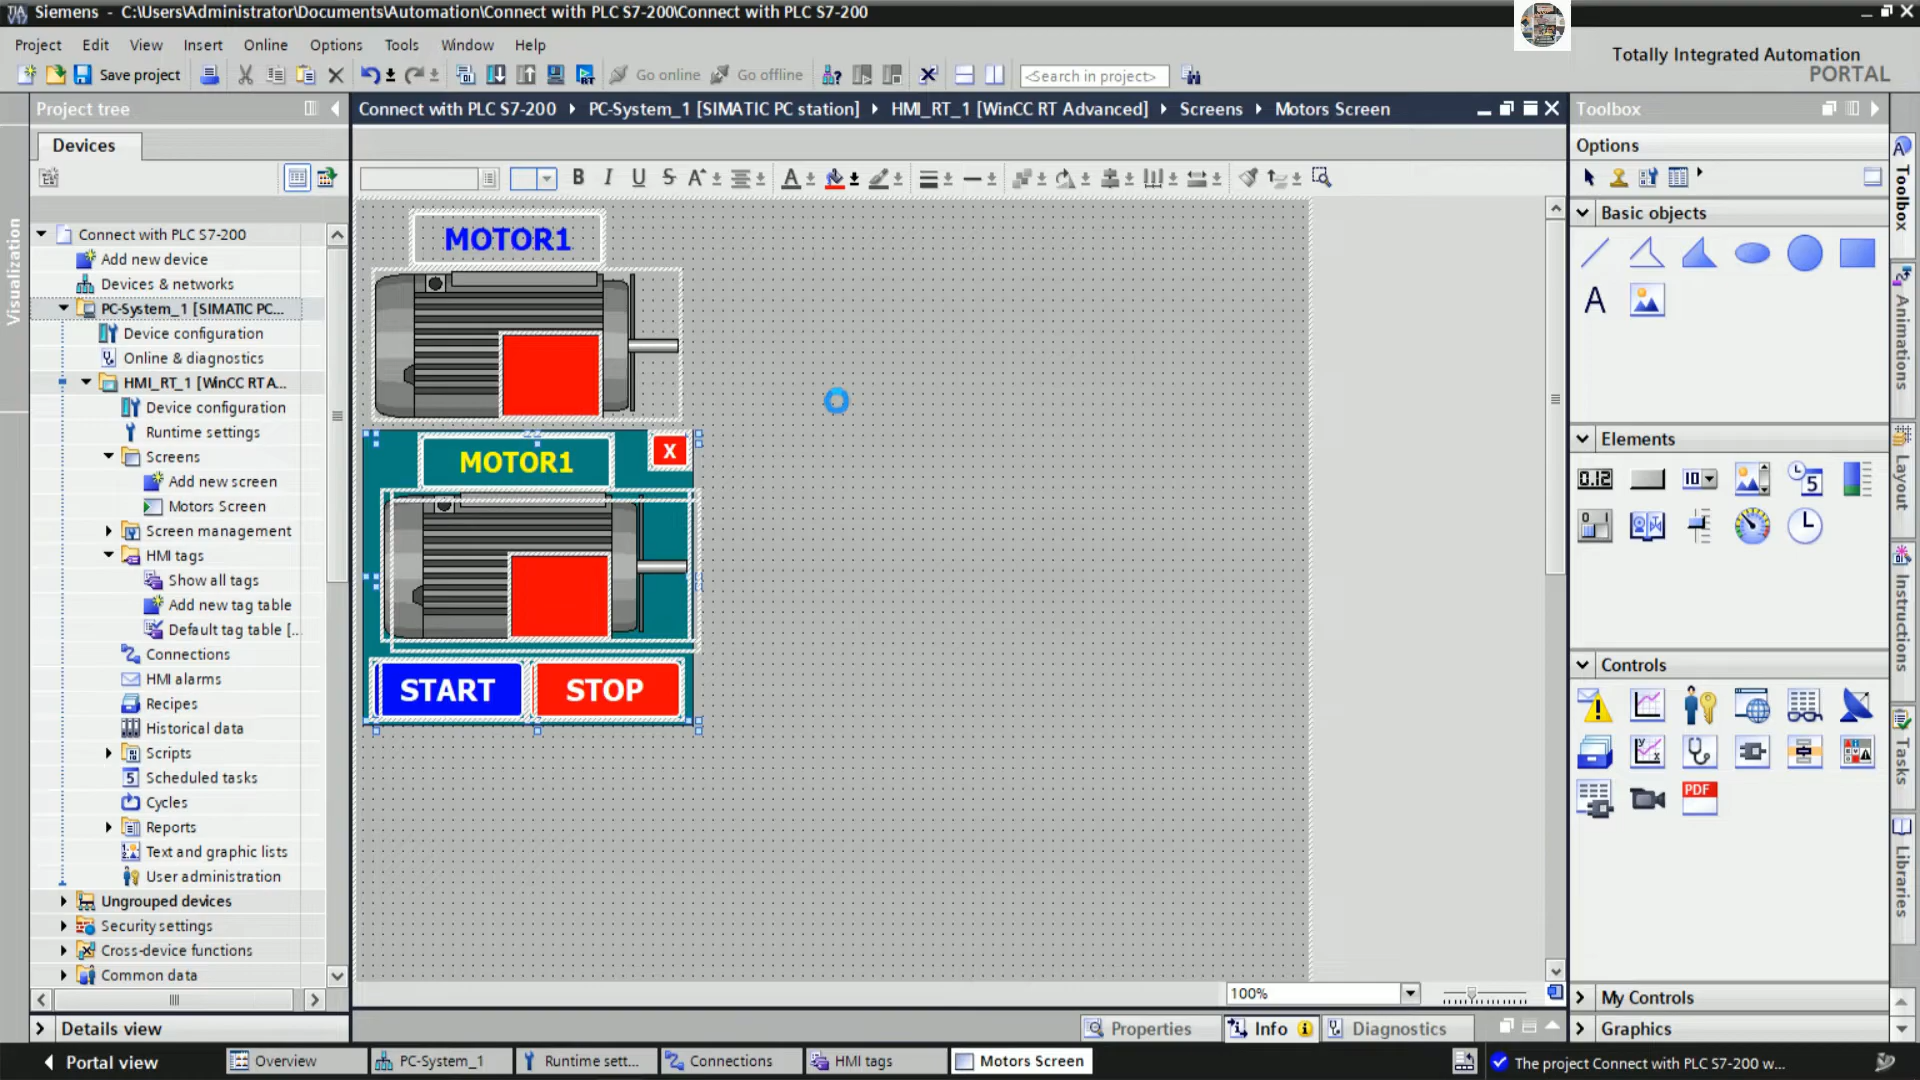 Siemens - C:\Users\Administrator\Documents\Automation\Connect with PLC S7-200\Connect with PLC S7-200
Project Edit View Insert Online Options Tools Window Help
Totally Integrated Automation
PORTAL
Save project
Go online
Go offline
<Search in project>
Project tree
Connect with PLC S7-200 PC-System_1 [SIMATIC PC station] HMI_RT_1 [WinCC RT Advanced] Screens Motors Screen
Toolbox
Devices
Options
Visualization
Connect with PLC S7-200
Add new device
Devices & networks
PC-System_1 [SIMATIC PC...
Device configuration
Online & diagnostics
HMI_RT_1 [WinCC RT A...
Device configuration
Runtime settings
Screens
Add new screen
Motors Screen
Screen management
HMI tags
Show all tags
Add new tag table
Default tag table [...
Connections
HMI alarms
Recipes
Historical data
Scripts
Scheduled tasks
Cycles
Reports
Text and graphic lists
User administration
Ungrouped devices
Security settings
Cross-device functions
Common data
Details view
B I U S A A
MOTOR1
MOTOR1
X
START STOP
100%
Properties Info Diagnostics
Basic objects
A
Elements
0.12
10
5
0 1
Controls
PDF
My Controls
Graphics
Toolbox
Animations
Layout
Instructions
Tasks
Libraries
Portal view
Overview
PC-System_1
Runtime sett...
Connections
HMI tags
Motors Screen
The project Connect with PLC S7-200 w...